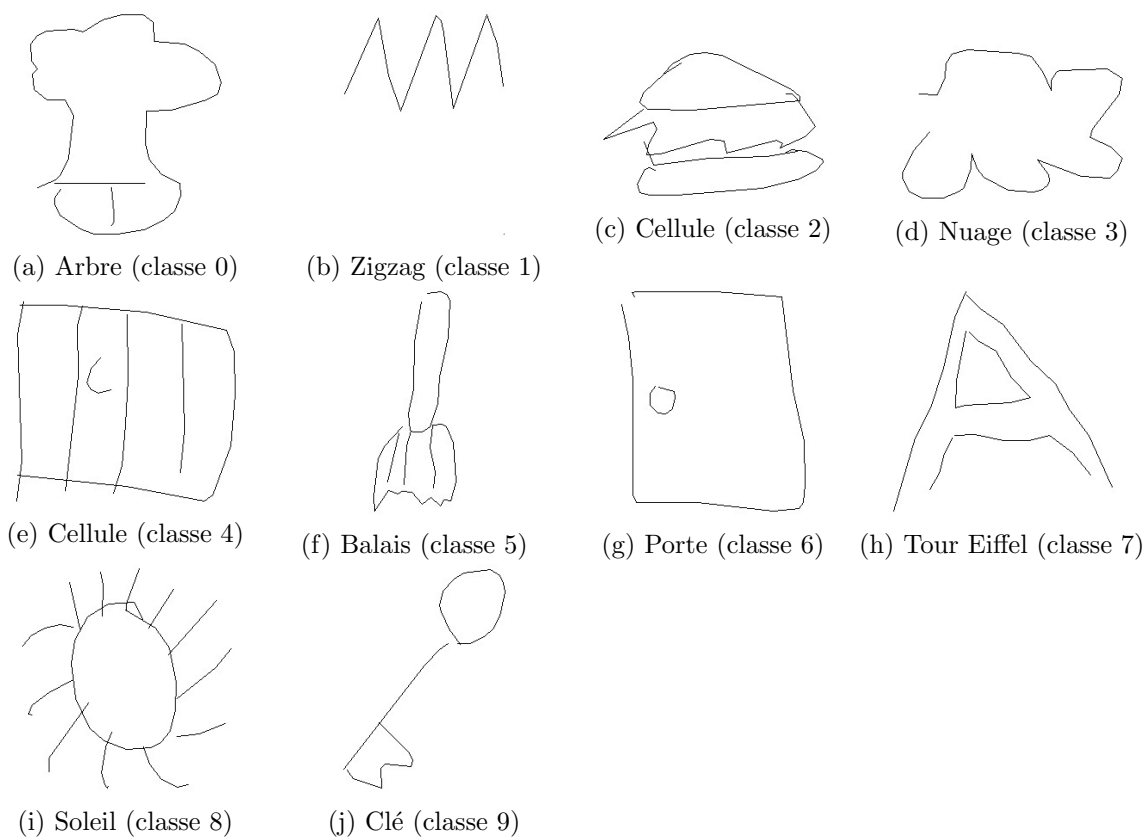 (a) Arbre (classe 0)
(b) Zigzag (classe 1)
(c) Cellule (classe 2)
(d) Nuage (classe 3)
(e) Cellule (classe 4)
(f) Balais (classe 5)
(g) Porte (classe 6)
(h) Tour Eiffel (classe 7)
(i) Soleil (classe 8)
(j) Clé (classe 9)